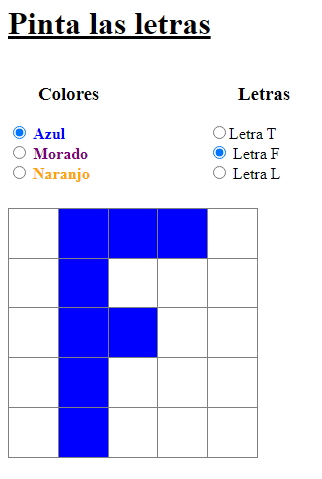 Pinta las letras
Colores Letras
Azul Letra T
Morado Letra F
Naranjo Letra L